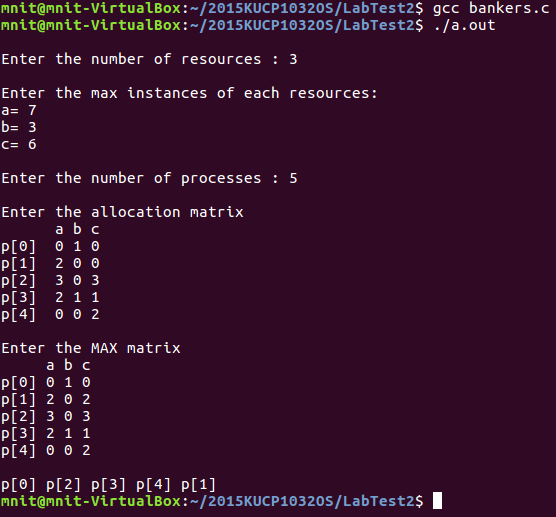 mnit@mnit-VirtualBox:~/2015KUCP1032OS/LabTest2$ gcc bankers.c
mnit@mnit-VirtualBox:~/2015KUCP1032OS/LabTest2$ ./a.out
Enter the number of resources : 3
Enter the max instances of each resources:
a= 7
b= 3
c= 6
Enter the number of processes : 5
Enter the allocation matrix
a b c
p[0] 0 1 0
p[1] 2 0 0
p[2] 3 0 3
p[3] 2 1 1
p[4] 0 0 2
Enter the MAX matrix
a b c
p[0] 0 1 0
p[1] 2 0 2
p[2] 3 0 3
p[3] 2 1 1
p[4] 0 0 2
p[0] p[2] p[3] p[4] p[1]
mnit@mnit-VirtualBox:~/2015KUCP1032OS/LabTest2$